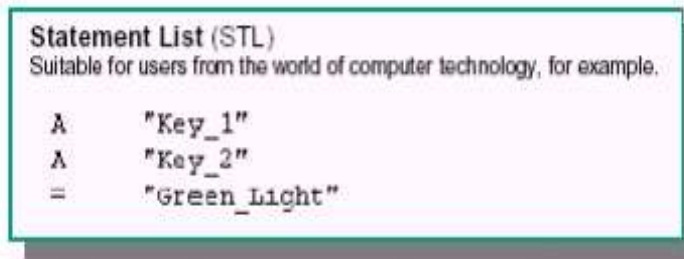 Statement List (STL)
Suitable for users from the world of computer technology, for example.
A "Key_1"
A "Key_2"
= "Green_Light"